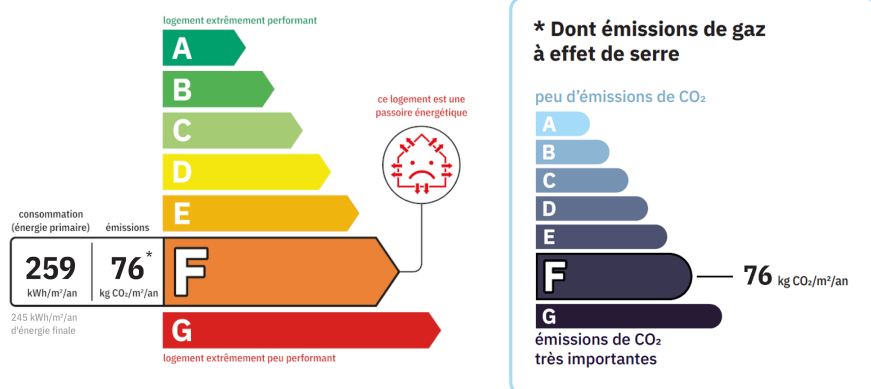 logement extrêmement performant
A
B
C
D
E
F
G
logement extrêmement peu performant
consommation
(énergie primaire)
émissions
259
kWh/m²/an
76*
kg CO₂/m²/an
245 kWh/m²/an
d'énergie finale
ce logement est une
passoire énergétique
* Dont émissions de gaz
à effet de serre
peu d'émissions de CO₂
A
B
C
D
E
F
76 kg CO₂/m²/an
G
émissions de CO₂
très importantes